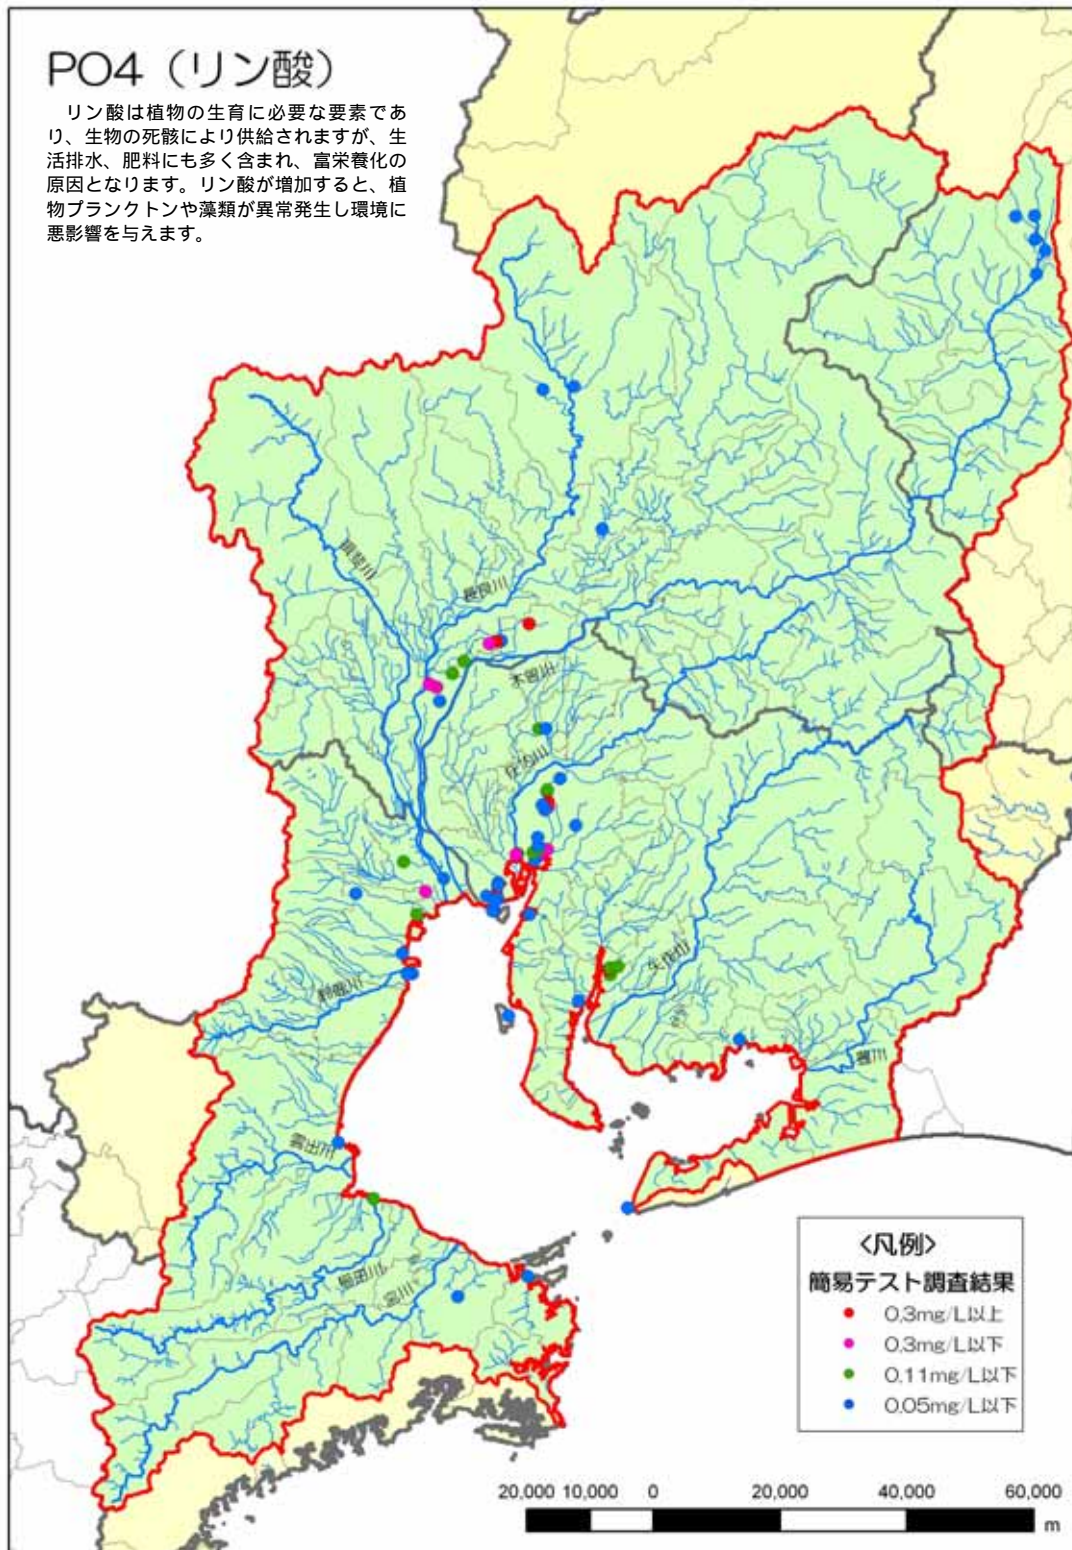 PO4（リン酸）
リン酸は植物の生育に必要な要素であ
り、生物の死骸により供給されますが、生
活排水、肥料にも多く含まれ、富栄養化の
原因となります。リン酸が増加すると、植
物プランクトンや藻類が異常発生し環境に
悪影響を与えます。
揖斐川
長良川
木曽川
庄内川
矢作川
鈴鹿川
豊川
雲出川
櫛田川
宮川
<凡例>
簡易テスト調査結果
0.3mg/L以上
0.3mg/L以下
0.11mg/L以下
0.05mg/L以下
20,000 10,000 0 20,000 40,000 60,000
m